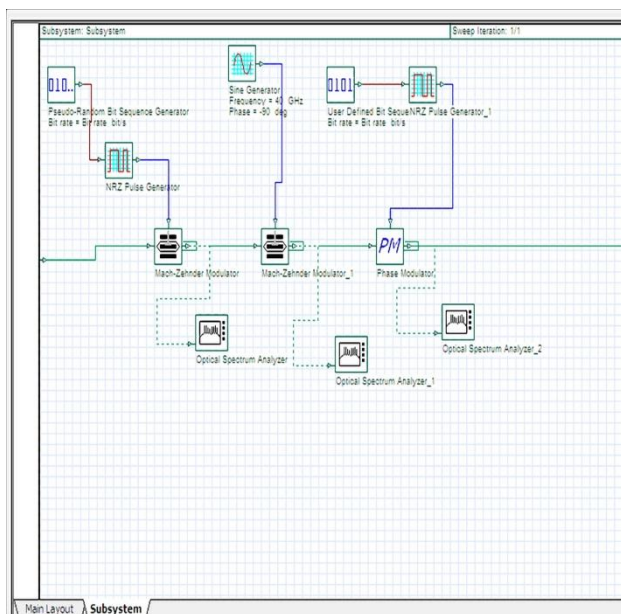 Subsystem: Subsystem
Sweep Iteration: 1/1
010..
Pseudo-Random Bit Sequence Generator
Bit rate = Bit rate bit/s
Sine Generator
Frequency = 40 GHz
Phase = -90 deg
0101
User Defined Bit Seque
NRZ Pulse Generator_1
Bit rate = Bit rate bit/s
NRZ Pulse Generator
Mach-Zehnder Modulator
Mach-Zehnder Modulator_1
PM
Phase Modulator
Optical Spectrum Analyzer
Optical Spectrum Analyzer_1
Optical Spectrum Analyzer_2
Main Layout
Subsystem